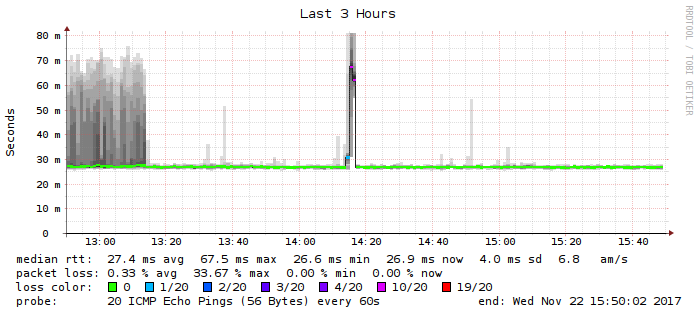 Last 3 Hours
RRDTOOL / TOBI OETIKER
Seconds
80 m
70 m
60 m
50 m
40 m
30 m
20 m
10 m
0
13:00 13:20 13:40 14:00 14:20 14:40 15:00 15:20 15:40
median rtt: 27.4 ms avg 67.5 ms max 26.6 ms min 26.9 ms now 4.0 ms sd 6.8 am/s
packet loss: 0.33 % avg 33.67 % max 0.00 % min 0.00 % now
loss color: 0 1/20 2/20 3/20 4/20 10/20 19/20
probe: 20 ICMP Echo Pings (56 Bytes) every 60s end: Wed Nov 22 15:50:02 2017